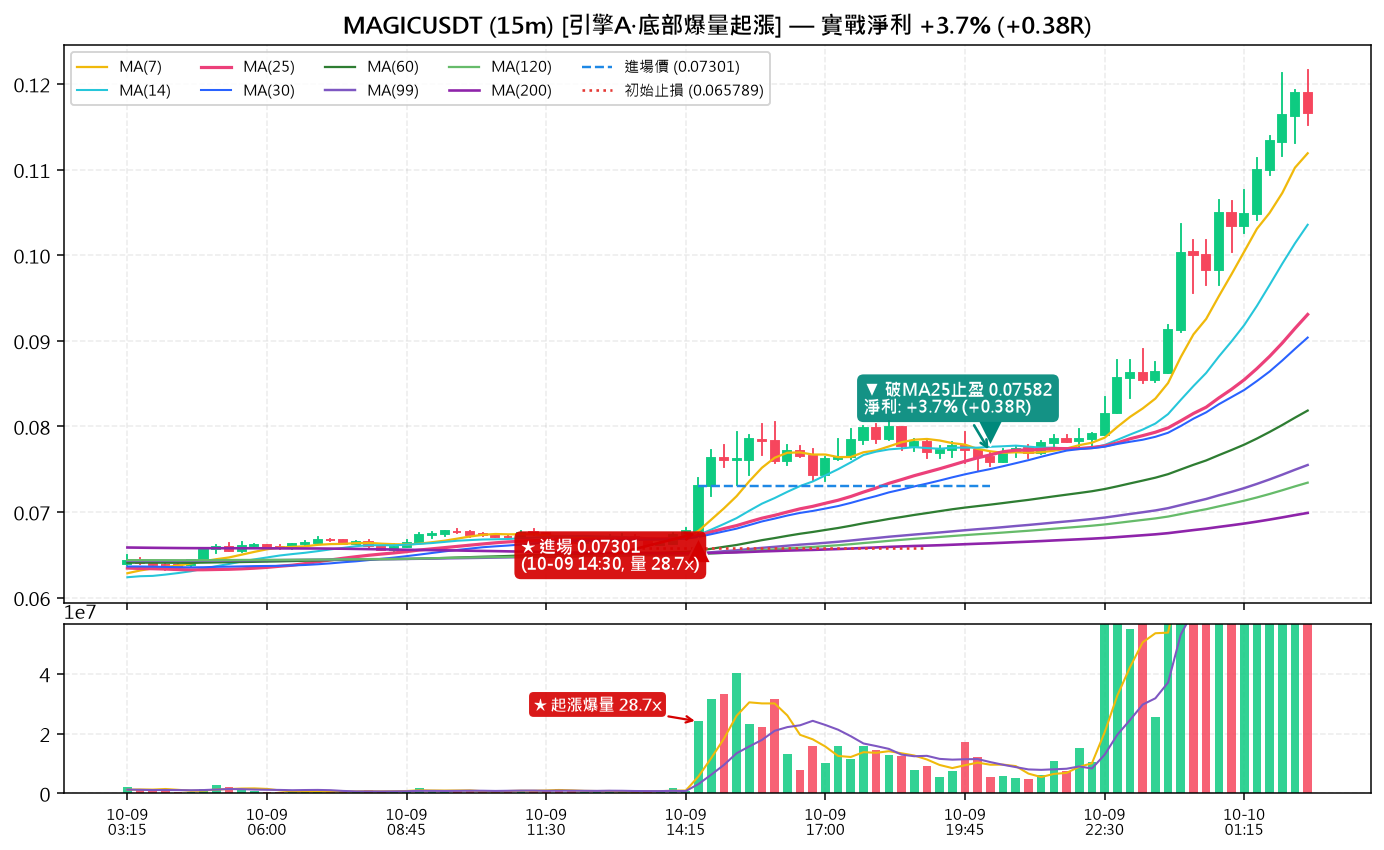 MAGICUSDT (15m) [引擎A·底部爆量起漲] — 實戰淨利 +3.7% (+0.38R)
MA(7) MA(25) MA(60) MA(120) 進場價 (0.07301)
MA(14) MA(30) MA(99) MA(200) 初始止損 (0.065789)
0.12
0.11
0.10
0.09
0.08
0.07
0.06
▼ 破MA25止盈 0.07582
淨利: +3.7% (+0.38R)
★ 進場 0.07301
(10-09 14:30, 量 28.7x)
1e7
4
2
0
★ 起漲爆量 28.7x
10-09 10-09 10-09 10-09 10-09 10-09 10-09 10-09 10-10
03:15 06:00 08:45 11:30 14:15 17:00 19:45 22:30 01:15